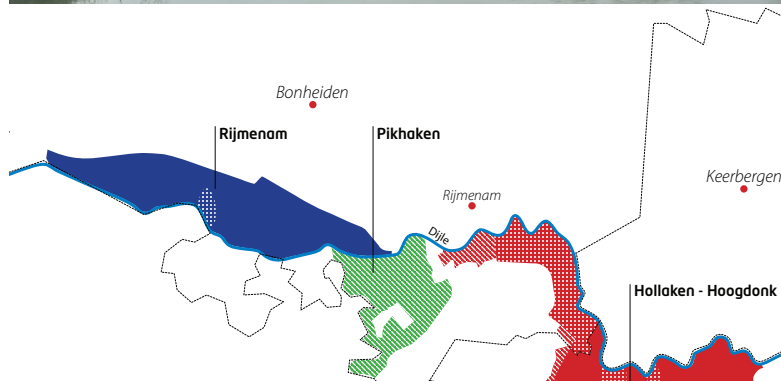 Bonheiden
Rijmenam
Pikhaken
Keerbergen
Rijmenam
Dijle
Hollaken - Hoogdonk